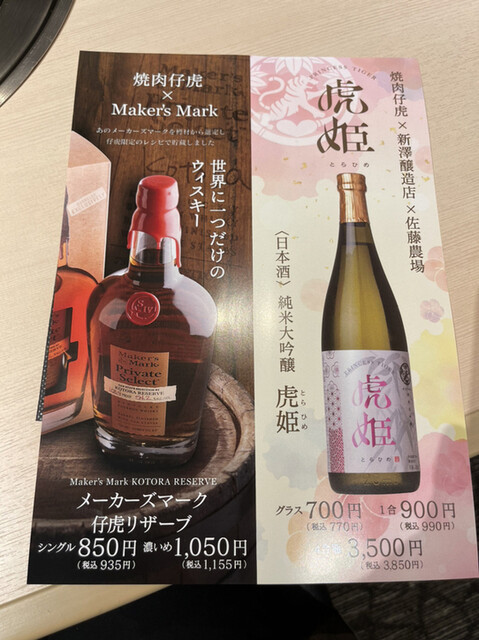 焼肉仔虎
×
Maker's Mark
あのメーカーズマークを樽材から厳選し
仔虎限定のレシピで貯蔵しました
世界に一つだけの
ウィスキー
Maker's
Mark
Private
Select
KOTORA RESERVE
Maker's Mark KOTORA RESERVE
メーカーズマーク
仔虎リザーブ
シングル850円 濃いめ1,050円
(税込935円) (税込1,155円)
PRINCESS TIGER
虎姫
とらひめ
焼肉仔虎×新澤醸造店×佐藤農場
〈日本酒〉純米大吟醸 虎姫
とら ひめ
虎姫
とらひめ
グラス700円 1合900円
(税込770円) (税込990円)
3,500円
(税込3,850円)